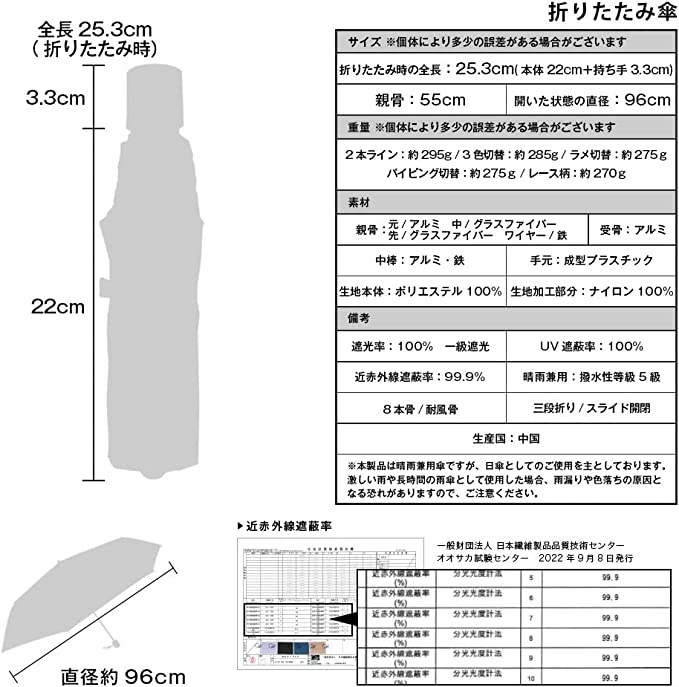 折りたたみ傘
全長 25.3cm
( 折りたたみ時)
3.3cm
22cm
サイズ ※個体により多少の誤差がある場合がございます
折りたたみ時の全長：25.3cm( 本体 22cm＋持ち手 3.3cm)
親骨：55cm
開いた状態の直径：96cm
重量 ※個体により多少の誤差がある場合がございます
２本ライン：約 295g / 3 色切替：約 285g / ラメ切替：約 275g
パイピング切替：約 275g / レース柄：約 270g
素材
親骨：元 / アルミ 中 / グラスファイバー
先 / グラスファイバー ワイヤー / 鉄
受骨：アルミ
中棒：アルミ・鉄
手元：成型プラスチック
生地本体：ポリエステル 100%
生地加工部分：ナイロン 100%
備考
遮光率：100% 一級遮光
UV 遮蔽率：100%
近赤外線遮蔽率：99.9%
晴雨兼用：撥水性等級 5 級
８本骨 / 耐風骨
三段折り / スライド開閉
生産国：中国
※本製品は晴雨兼用傘ですが、日傘としてのご使用を主としております。
激しい雨や長時間の雨傘として使用した場合、雨漏りや色落ちの原因と
なる恐れがありますので、ご注意ください。
直径約 96cm
▶近赤外線遮蔽率
一般財団法人 日本繊維製品品質技術センター
オオサカ試験センター 2022 年 9 月 8 日発行
近赤外線遮蔽率 (%) 分光光度計法 5 99.9
近赤外線遮蔽率 (%) 分光光度計法 6 99.9
近赤外線遮蔽率 (%) 分光光度計法 7 99.9
近赤外線遮蔽率 (%) 分光光度計法 8 99.9
近赤外線遮蔽率 (%) 分光光度計法 9 99.9
近赤外線遮蔽率 (%) 分光光度計法 10 99.9